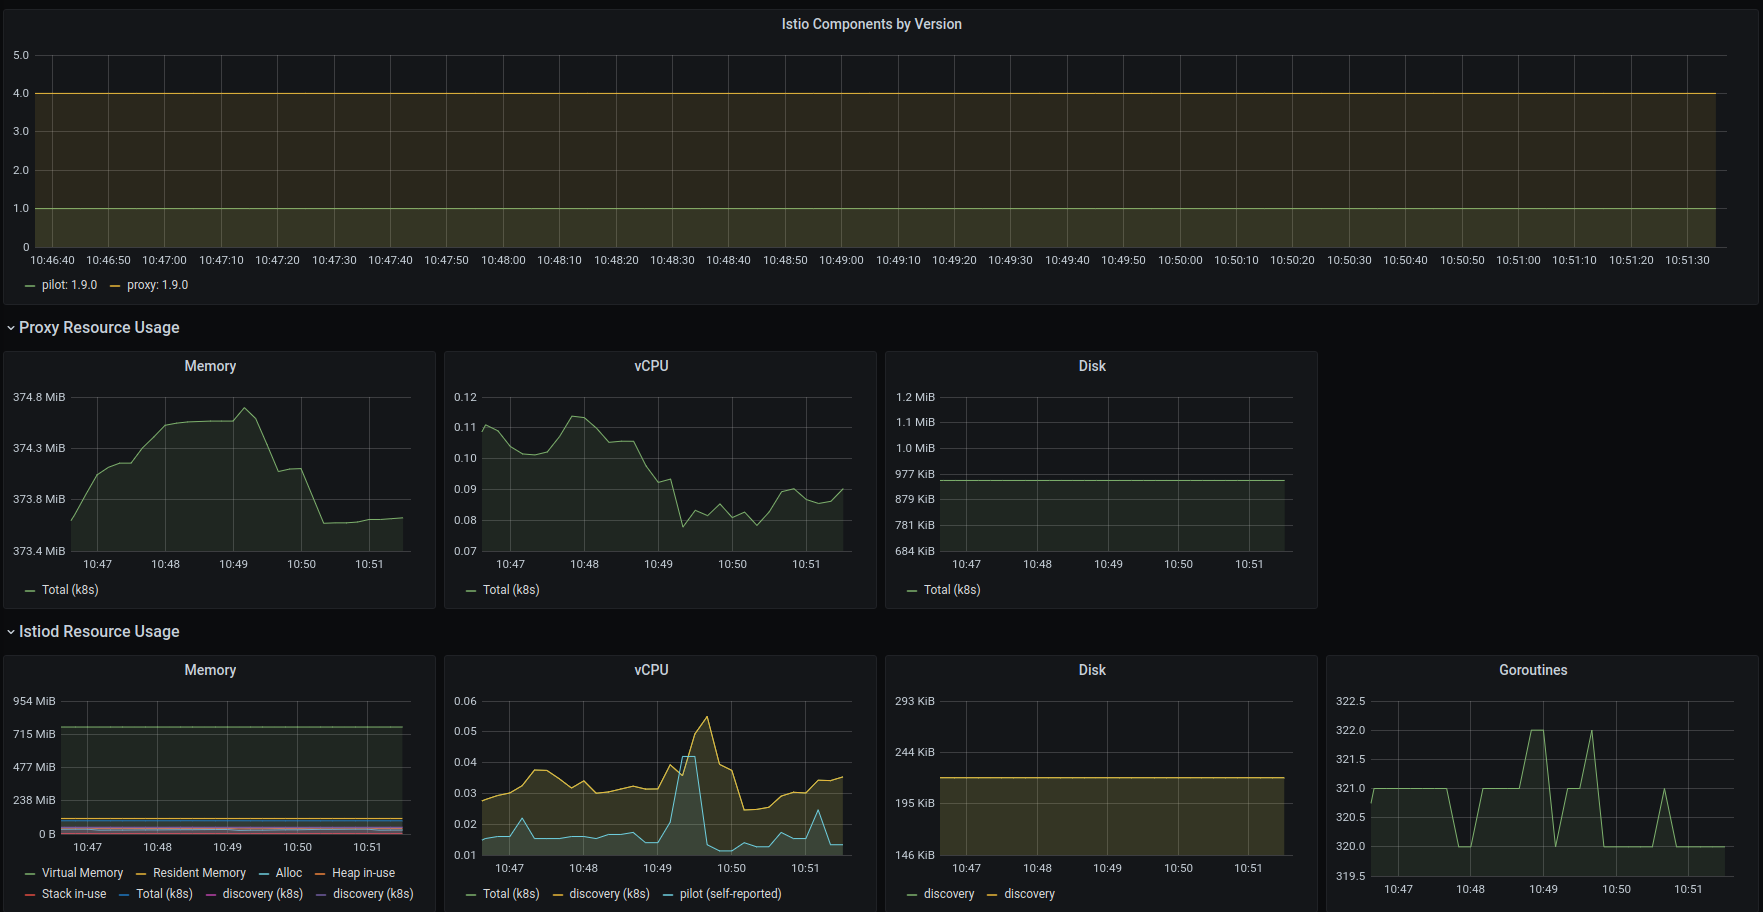 Istio Components by Version
5.0
4.0
3.0
2.0
1.0
0
10:46:40 10:46:50 10:47:00 10:47:10 10:47:20 10:47:30 10:47:40 10:47:50 10:48:00 10:48:10 10:48:20 10:48:30 10:48:40 10:48:50 10:49:00 10:49:10 10:49:20 10:49:30 10:49:40 10:49:50 10:50:00 10:50:10 10:50:20 10:50:30 10:50:40 10:50:50 10:51:00 10:51:10 10:51:20 10:51:30
pilot: 1.9.0 proxy: 1.9.0
Proxy Resource Usage
Memory
374.8 MiB
374.3 MiB
373.8 MiB
373.4 MiB
10:47 10:48 10:49 10:50 10:51
Total (k8s)
vCPU
0.12
0.11
0.10
0.09
0.08
0.07
10:47 10:48 10:49 10:50 10:51
Total (k8s)
Disk
1.2 MiB
1.1 MiB
1.0 MiB
977 KiB
879 KiB
781 KiB
684 KiB
10:47 10:48 10:49 10:50 10:51
Total (k8s)
Istiod Resource Usage
Memory
954 MiB
715 MiB
477 MiB
238 MiB
0 B
10:47 10:48 10:49 10:50 10:51
Virtual Memory Resident Memory Alloc Heap in-use
Stack in-use Total (k8s) discovery (k8s) discovery (k8s)
vCPU
0.06
0.05
0.04
0.03
0.02
0.01
10:47 10:48 10:49 10:50 10:51
Total (k8s) discovery (k8s) pilot (self-reported)
Disk
293 KiB
244 KiB
195 KiB
146 KiB
10:47 10:48 10:49 10:50 10:51
discovery discovery
Goroutines
322.5
322.0
321.5
321.0
320.5
320.0
319.5
10:47 10:48 10:49 10:50 10:51